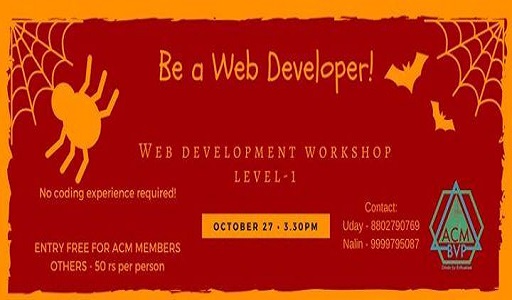 Be a Web Developer!
WEB DEVELOPMENT WORKSHOP
LEVEL-1
No coding experience required!
OCTOBER 27 • 3.30PM
ENTRY FREE FOR ACM MEMBERS
OTHERS - 50 rs per person
Contact:
Uday - 8802790769
Nalin - 9999795087
ACM
BVP